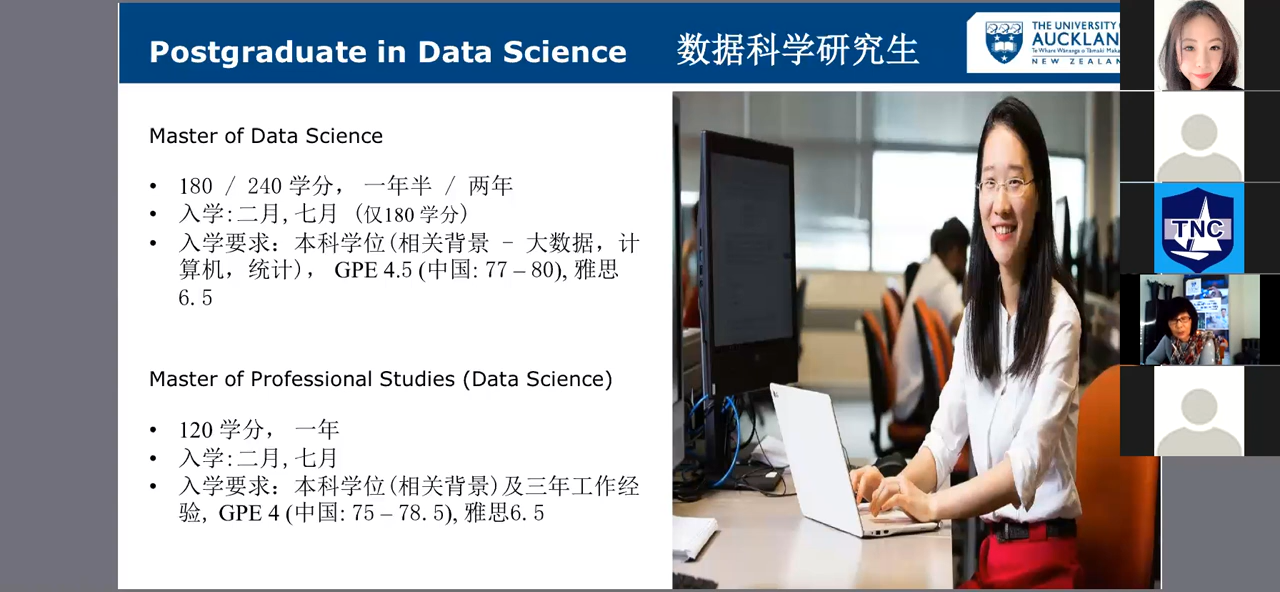 Postgraduate in Data Science 数据科学研究生
THE UNIVERSITY
AUCKLAN
NEW ZEALA
Master of Data Science
• 180 / 240 学分， 一年半 / 两年
• 入学:二月,七月 (仅180 学分)
• 入学要求：本科学位(相关背景 - 大数据，计
算机，统计)， GPE 4.5 (中国: 77 – 80), 雅思
6.5
Master of Professional Studies (Data Science)
• 120 学分， 一年
• 入学:二月,七月
• 入学要求：本科学位(相关背景)及三年工作经
验, GPE 4 (中国: 75 – 78.5), 雅思6.5
TNC